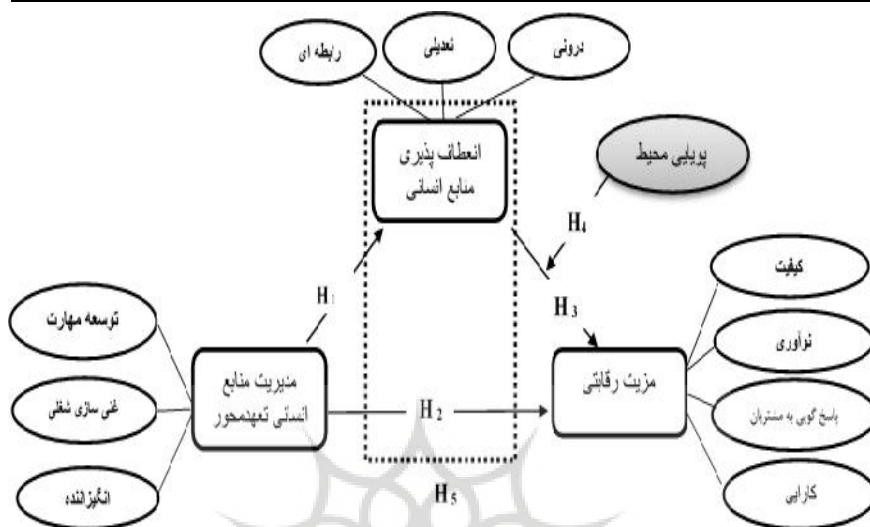 رابطه ای
تعدیلی
درونی
انعطاف پذیری
منابع انسانی
پویایی محیط
H₄
H₁
H₃
کیفیت
نوآوری
پاسخ گویی به مشتریان
کارایی
توسعه مهارت
غنی سازی شغلی
انگیزاننده
مدیریت منابع
انسانی تعهدمحور
H₂
مزیت رقابتی
H₅